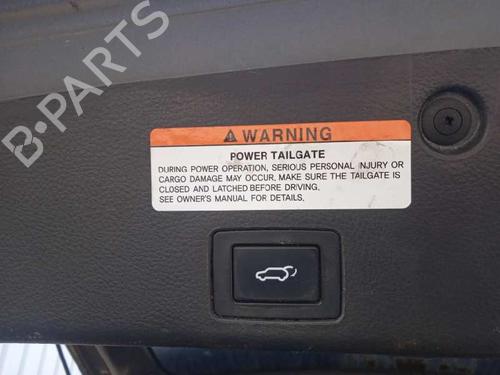 B-Parts
WARNING
POWER TAILGATE
DURING POWER OPERATION, SERIOUS PERSONAL INJURY OR
CARGO DAMAGE MAY OCCUR. MAKE SURE THE TAILGATE IS
CLOSED AND LATCHED BEFORE DRIVING.
SEE OWNER'S MANUAL FOR DETAILS.